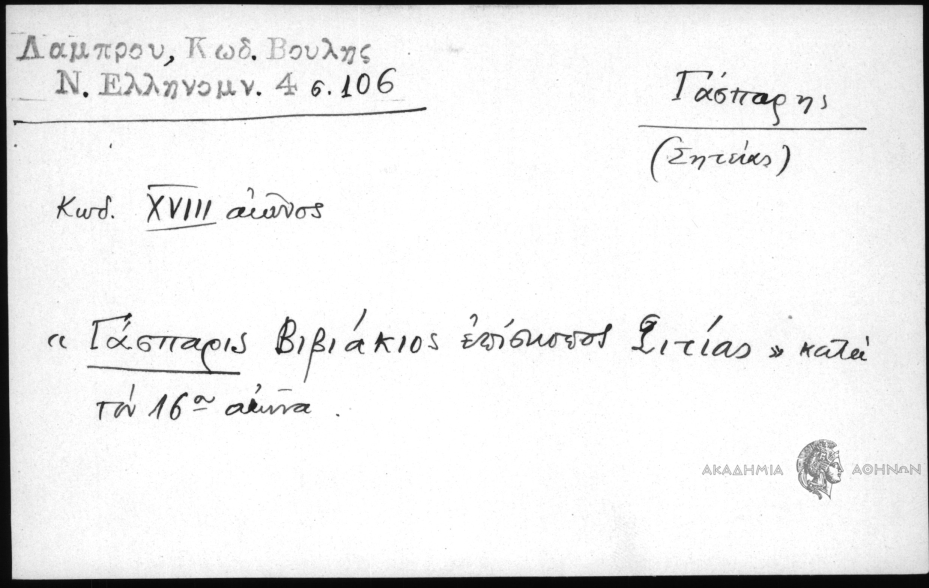 Λαμπρου, Κωδ. Βουλης
Ν. Ελληνομν. 4 σ. 106
Γάσπαρης
(Σητείας)
Κωδ. XVIII αἰῶνος
« Γάσπαρις Βιβιάκιος ἐπίσκοπος Σιτίας » κατὰ
τὸν 16ον αἰῶνα.
ΑΚΑΔΗΜΙΑ ΑΘΗΝΩΝ